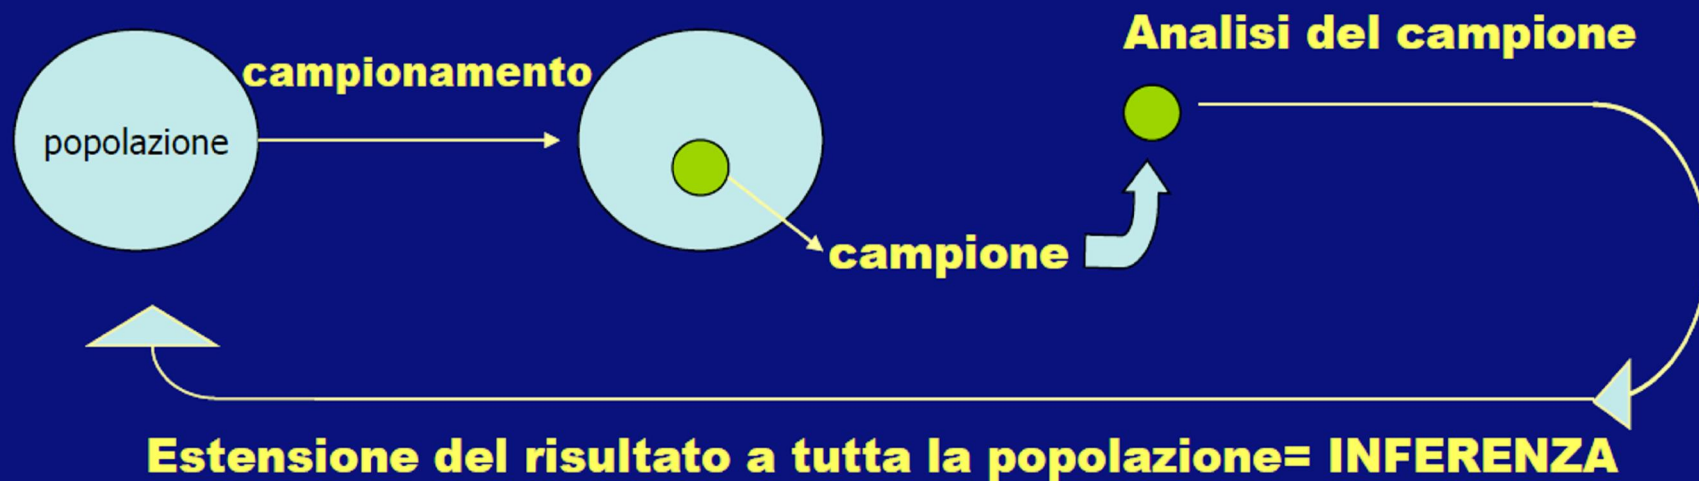 Analisi del campione
campionamento
popolazione
campione
Estensione del risultato a tutta la popolazione= INFERENZA